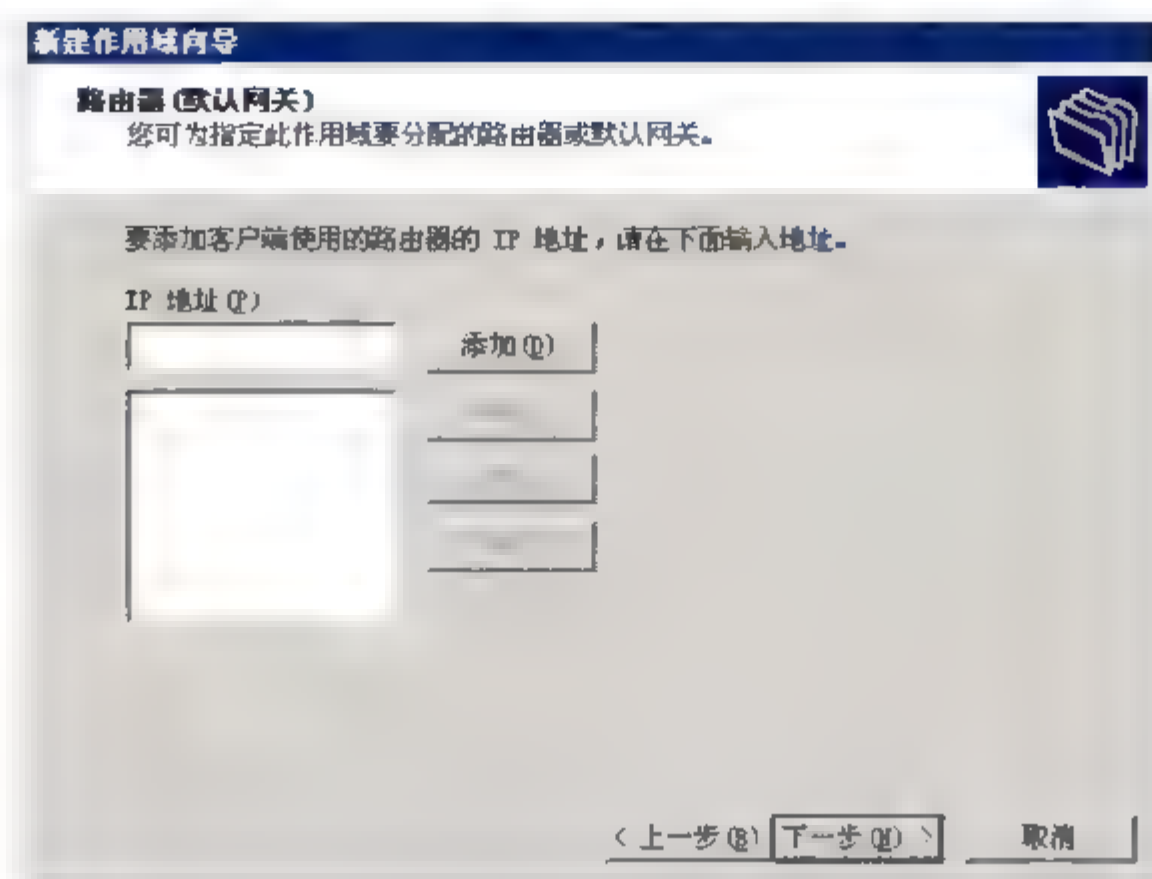 新建作用域向导
路由器(默认网关)
您可为指定此作用域要分配的路由器或默认网关。
要添加客户端使用的路由器的 IP 地址，请在下面输入地址。
IP 地址(P)
添加(D)
< 上一步(B) 下一步(N) > 取消